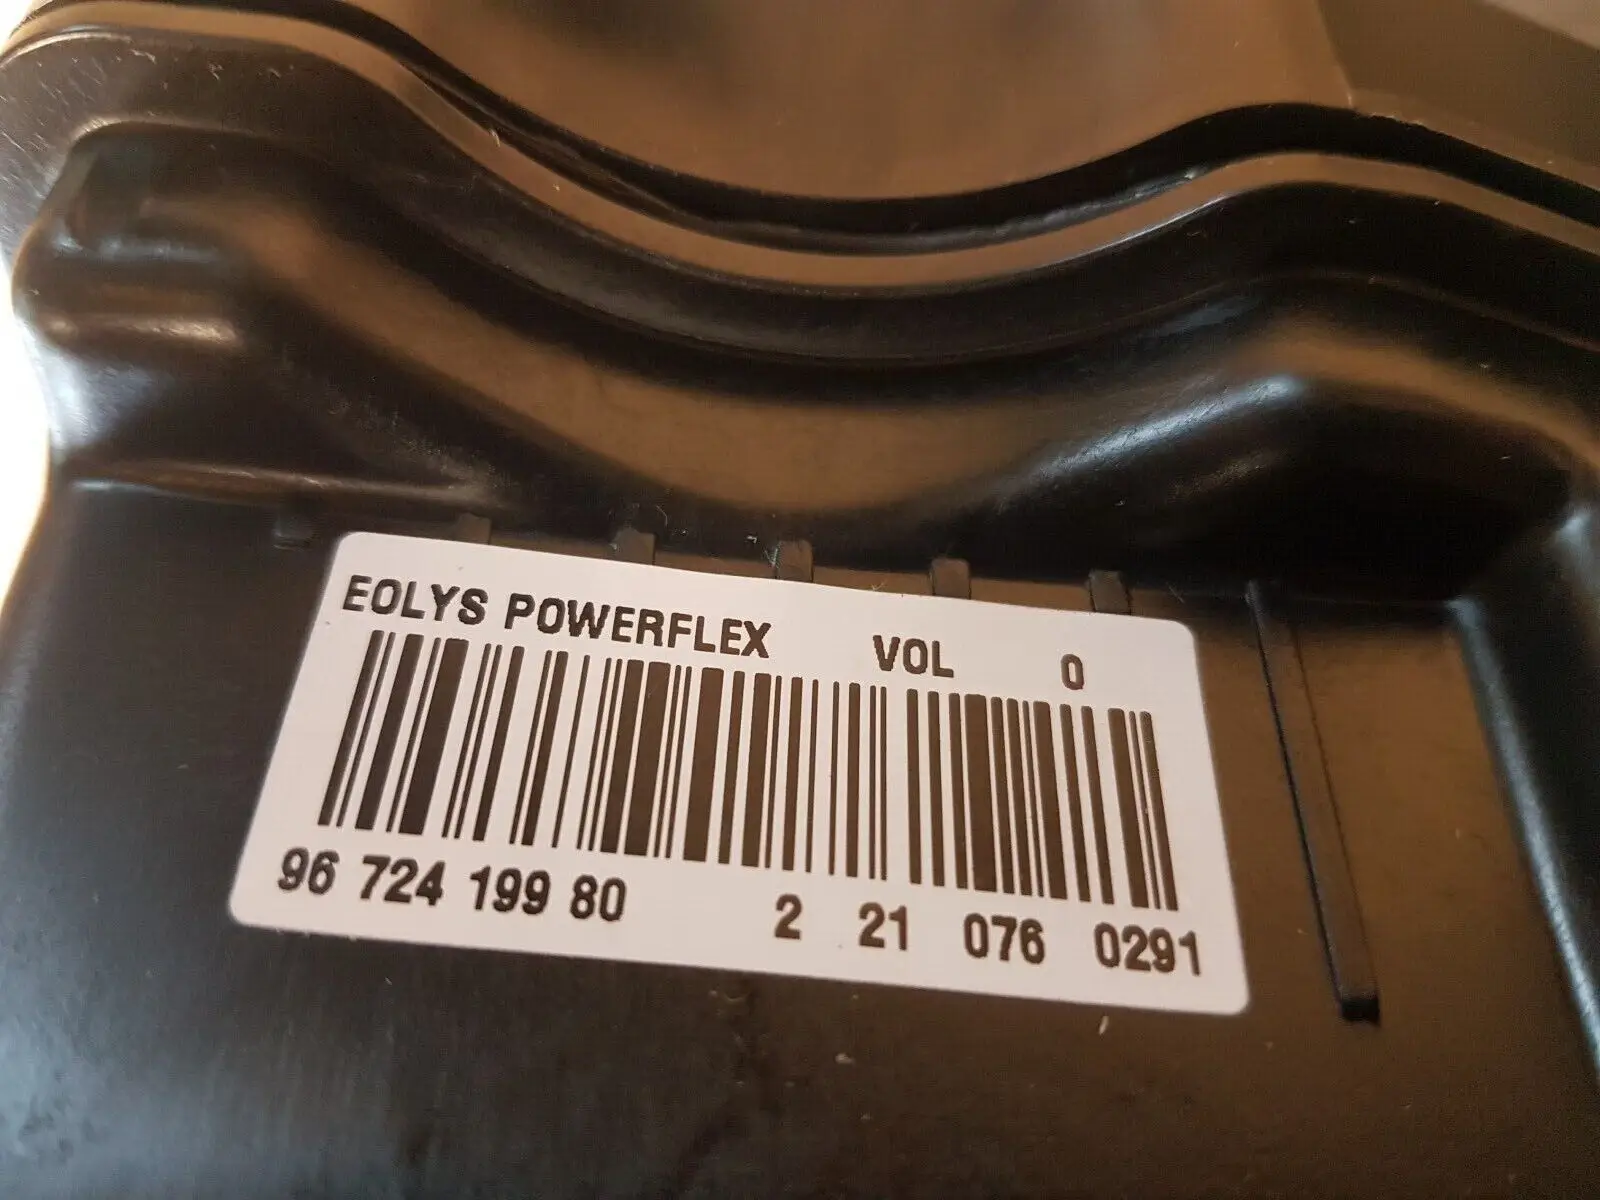 EOLYS POWERFLEX VOL 0
96 724 199 80 2 21 076 0291